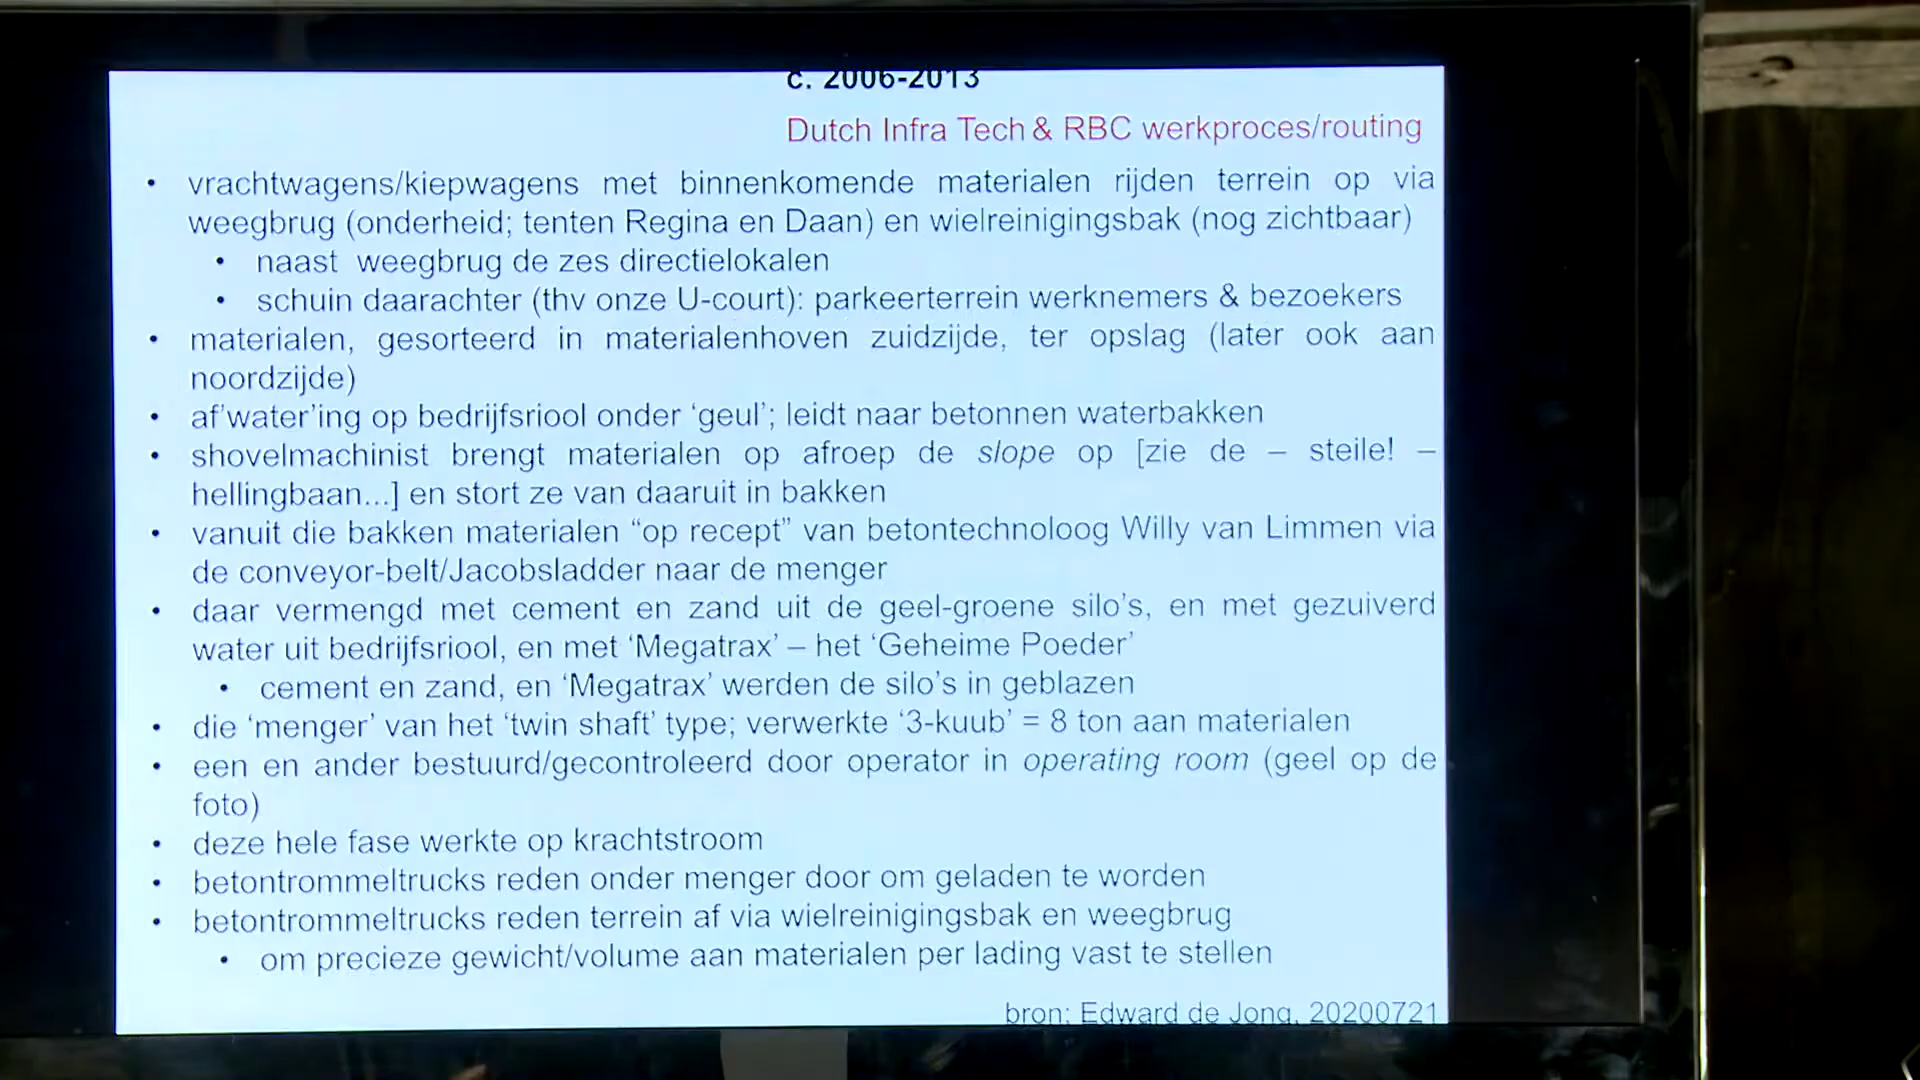 c. 2006-2013
Dutch Infra Tech & RBC werkproces/routing
• vrachtwagens/kiepwagens met binnenkomende materialen rijden terrein op via
weegbrug (onderheid; tenten Regina en Daan) en wielreinigingsbak (nog zichtbaar)
• naast weegbrug de zes directielokalen
• schuin daarachter (thv onze U-court): parkeerterrein werknemers & bezoekers
• materialen, gesorteerd in materialenhoven zuidzijde, ter opslag (later ook aan
noordzijde)
• af’water’ing op bedrijfsriool onder ‘geul’; leidt naar betonnen waterbakken
• shovelmachinist brengt materialen op afroep de slope op [zie de – steile! –
hellingbaan...] en stort ze van daaruit in bakken
• vanuit die bakken materialen “op recept” van betontechnoloog Willy van Limmen via
de conveyor-belt/Jacobsladder naar de menger
• daar vermengd met cement en zand uit de geel-groene silo’s, en met gezuiverd
water uit bedrijfsriool, en met ‘Megatrax’ – het ‘Geheime Poeder’
• cement en zand, en ‘Megatrax’ werden de silo’s in geblazen
• die ‘menger’ van het ‘twin shaft’ type; verwerkte ‘3-kuub’ = 8 ton aan materialen
• een en ander bestuurd/gecontroleerd door operator in operating room (geel op de
foto)
• deze hele fase werkte op krachtstroom
• betontrommeltrucks reden onder menger door om geladen te worden
• betontrommeltrucks reden terrein af via wielreinigingsbak en weegbrug
• om precieze gewicht/volume aan materialen per lading vast te stellen
bron: Edward de Jong, 20200721